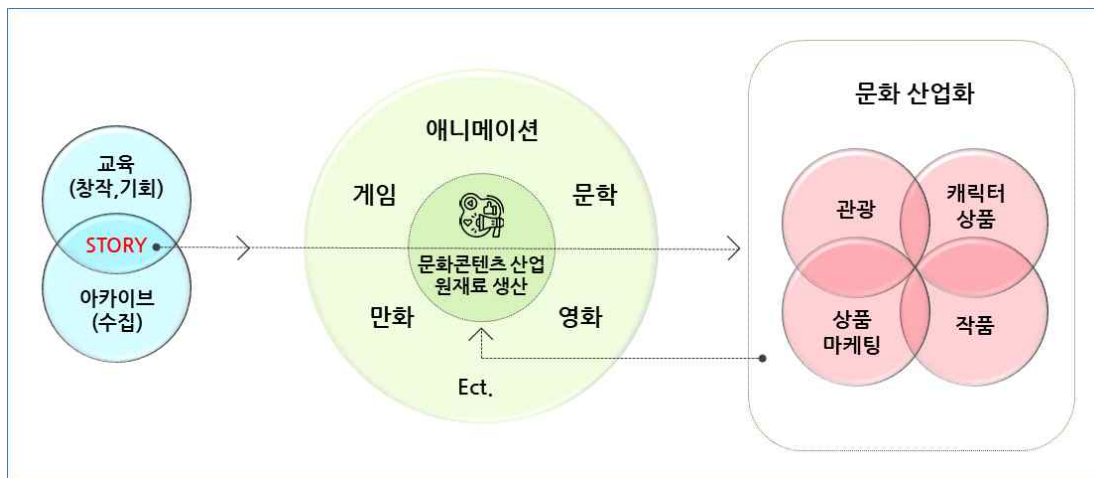 교육
(창작,기회)
STORY
아카이브
(수집)
애니메이션
게임
문학
문화콘텐츠 산업
원재료 생산
만화
영화
Ect.
문화 산업화
관광
캐릭터
상품
상품
마케팅
작품